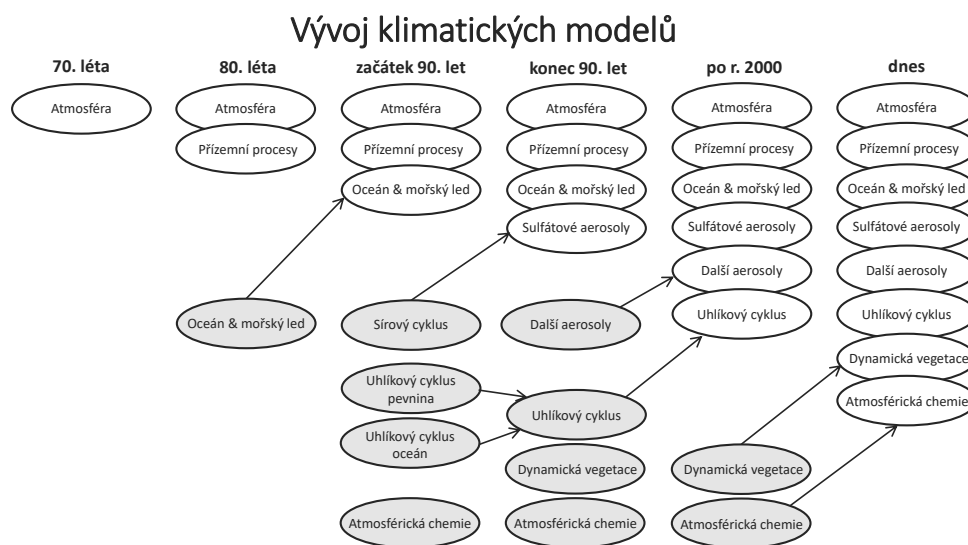 Vývoj klimatických modelů
70. léta
80. léta
začátek 90. let
konec 90. let
po r. 2000
dnes
Atmosféra
Atmosféra
Atmosféra
Atmosféra
Atmosféra
Atmosféra
Přízemní procesy
Přízemní procesy
Přízemní procesy
Přízemní procesy
Přízemní procesy
Oceán & mořský led
Oceán & mořský led
Oceán & mořský led
Oceán & mořský led
Sulfátové aerosoly
Sulfátové aerosoly
Sulfátové aerosoly
Další aerosoly
Další aerosoly
Oceán & mořský led
Sírový cyklus
Další aerosoly
Uhlíkový cyklus
Uhlíkový cyklus
Dynamická vegetace
Uhlíkový cyklus
pevnina
Uhlíkový cyklus
Atmosférická chemie
Uhlíkový cyklus
oceán
Dynamická vegetace
Dynamická vegetace
Atmosférická chemie
Atmosférická chemie
Atmosférická chemie